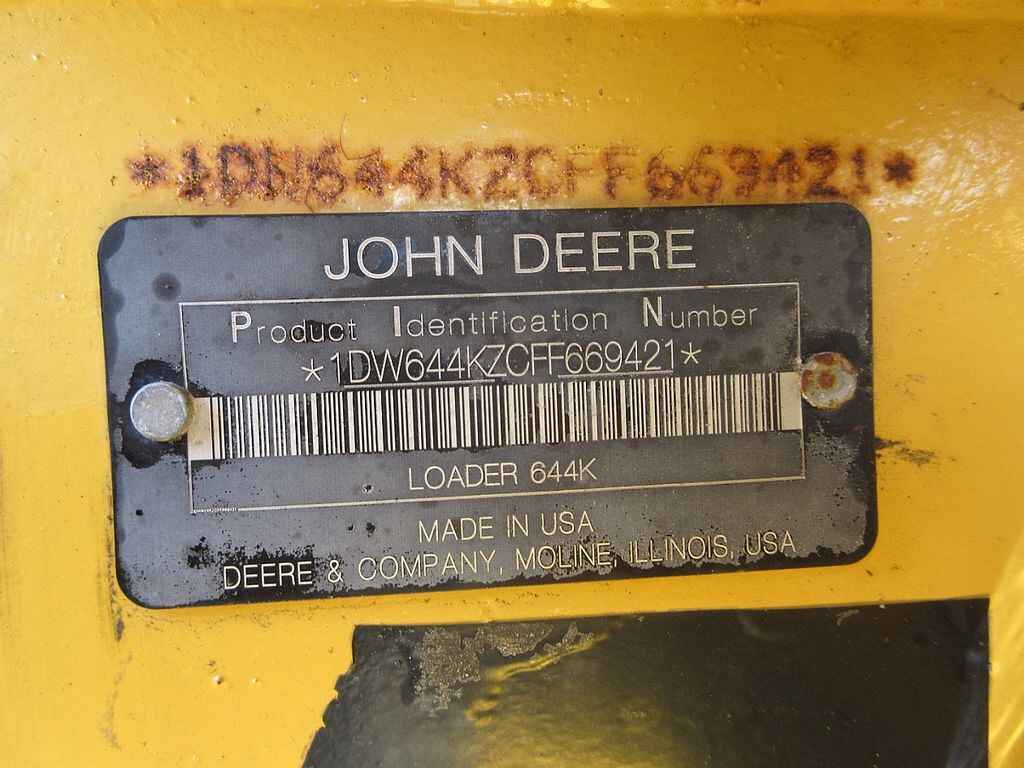 *1DW644KZCFF669421*
JOHN DEERE
Product Identification Number
*1DW644KZCFF669421*
LOADER 644K
MADE IN USA
DEERE & COMPANY, MOLINE, ILLINOIS, USA